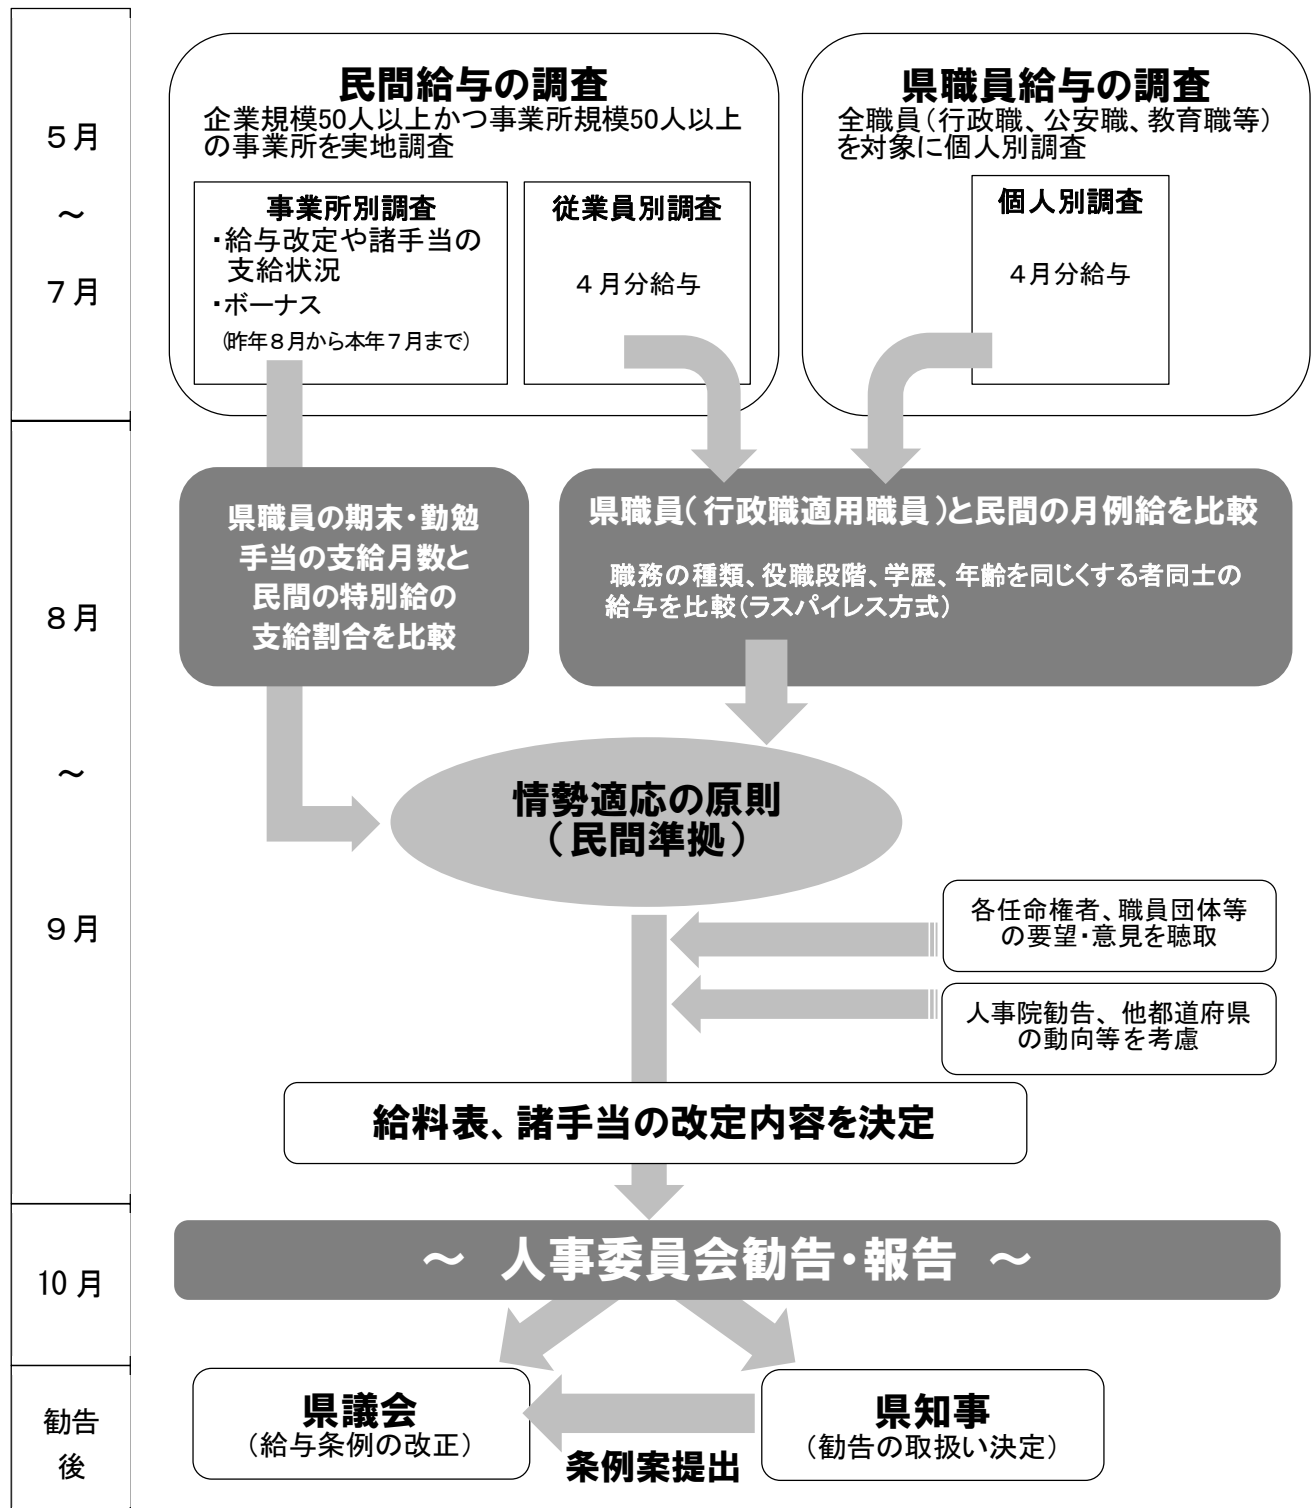 5月
~
7月
民間給与の調査
企業規模50人以上かつ事業所規模50人以上
の事業所を実地調査
事業所別調査
・給与改定や諸手当の
支給状況
・ボーナス
(昨年8月から本年7月まで)
従業員別調査
4月分給与
県職員給与の調査
全職員(行政職、公安職、教育職等)
を対象に個人別調査
個人別調査
4月分給与
8月
~
9月
県職員の期末・勤勉
手当の支給月数と
民間の特別給の
支給割合を比較
県職員(行政職適用職員)と民間の月例給を比較
職務の種類、役職段階、学歴、年齢を同じくする者同士の
給与を比較(ラスパイレス方式)
情勢適応の原則
(民間準拠)
各任命権者、職員団体等
の要望・意見を聴取
人事院勧告、他都道府県
の動向等を考慮
給料表、諸手当の改定内容を決定
10月
~ 人事委員会勧告・報告 ~
勧告
後
県議会
(給与条例の改正)
条例案提出
県知事
(勧告の取扱い決定)